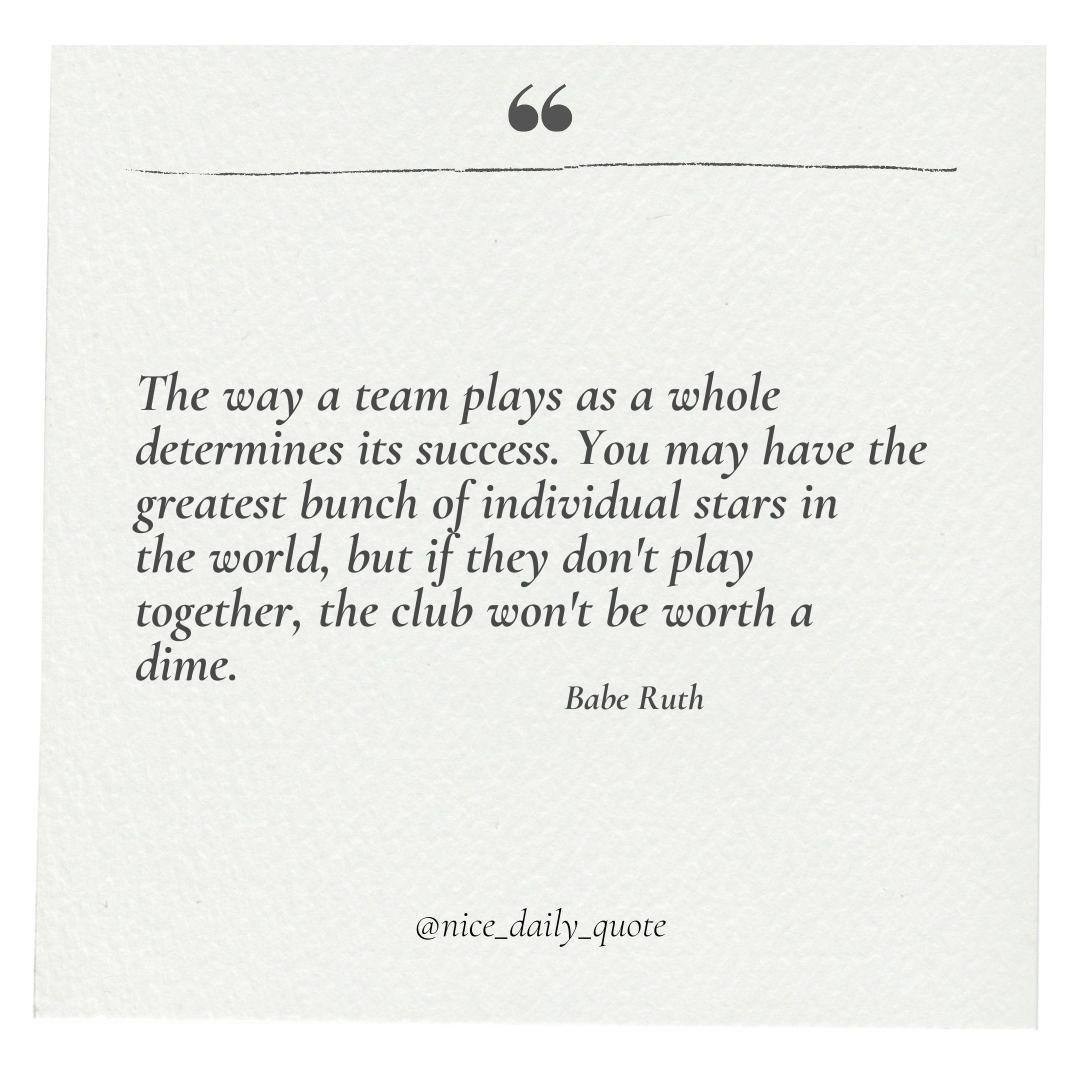 ❝
The way a team plays as a whole
determines its success. You may have the
greatest bunch of individual stars in
the world, but if they don't play
together, the club won't be worth a
dime.
Babe Ruth
@nice_daily_quote